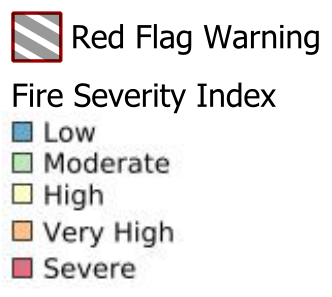 Red Flag Warning
Fire Severity Index
Low
Moderate
High
Very High
Severe